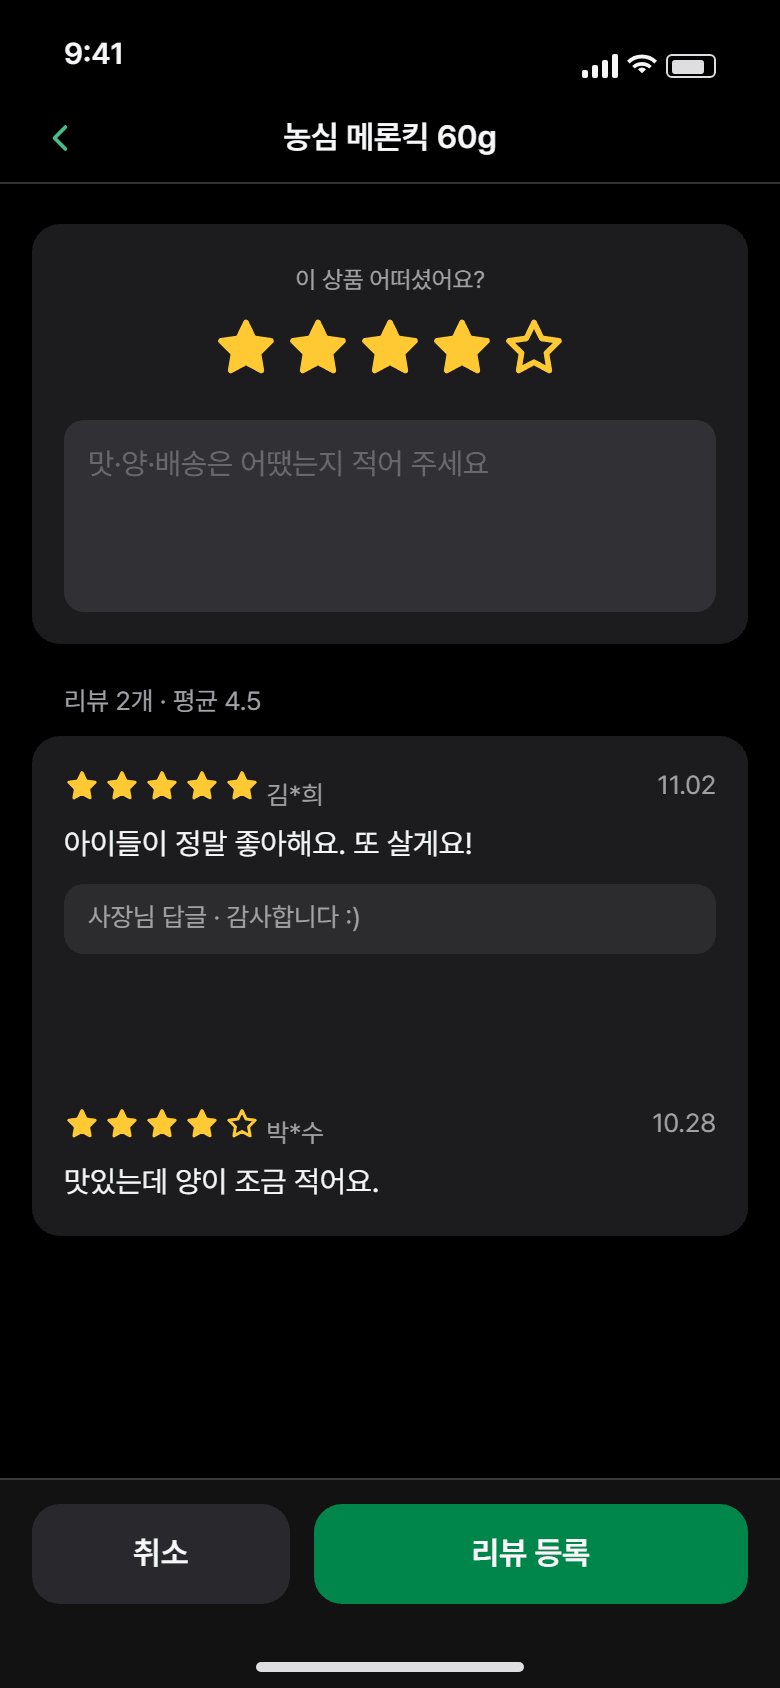 9:41
농심 메론킥 60g
이 상품 어떠셨어요?
맛·양·배송은 어땠는지 적어 주세요
리뷰 2개 · 평균 4.5
김*희 11.02
아이들이 정말 좋아해요. 또 살게요!
사장님 답글 · 감사합니다 :)
박*수 10.28
맛있는데 양이 조금 적어요.
취소 리뷰 등록